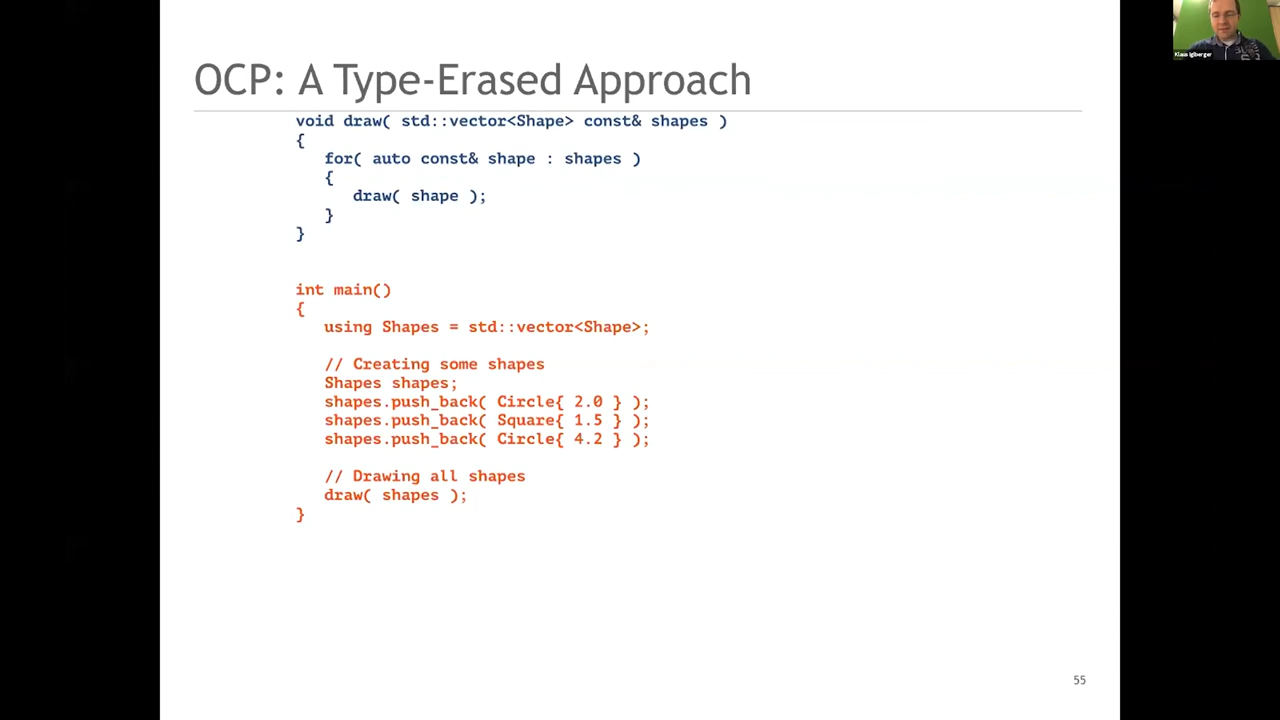 Klaus Iglberger
OCP: A Type-Erased Approach
void draw( std::vector<Shape> const& shapes )
{
   for( auto const& shape : shapes )
   {
      draw( shape );
   }
}
int main()
{
   using Shapes = std::vector<Shape>;
   // Creating some shapes
   Shapes shapes;
   shapes.push_back( Circle{ 2.0 } );
   shapes.push_back( Square{ 1.5 } );
   shapes.push_back( Circle{ 4.2 } );
   // Drawing all shapes
   draw( shapes );
}
55